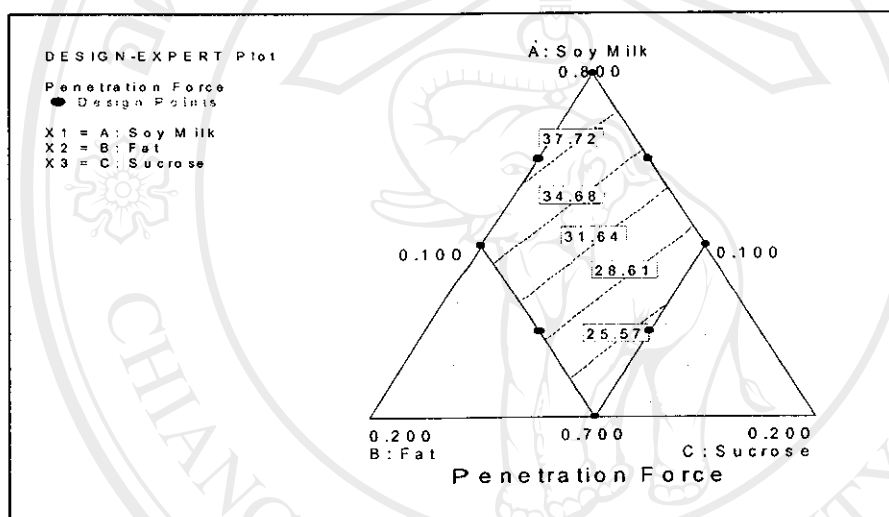 DESIGN-EXPERT Plot
Penetration Force
Design Points
X1 = A: Soy Milk
X2 = B: Fat
X3 = C: Sucrose
A: Soy Milk
0.800
37.72
34.68
31.64
28.61
25.57
0.100
0.100
0.200
0.700
0.200
B: Fat
C: Sucrose
Penetration Force
CHIANG